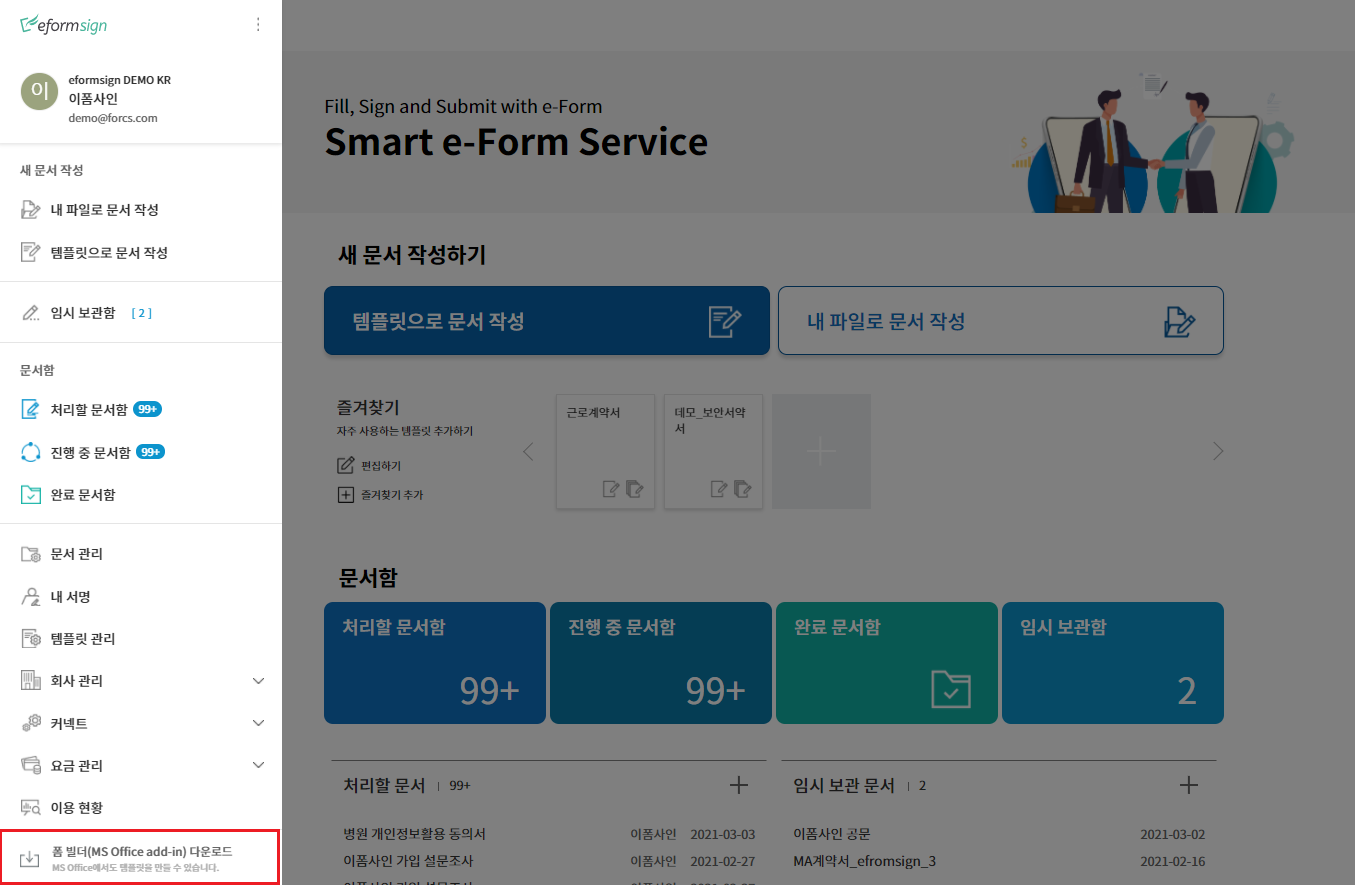 eformsign
이
eformsign DEMO KR
이폼사인
demo@forcs.com
새 문서 작성
내 파일로 문서 작성
템플릿으로 문서 작성
임시 보관함 [ 2 ]
문서함
처리할 문서함 99+
진행 중 문서함 99+
완료 문서함
문서 관리
내 서명
템플릿 관리
회사 관리
커넥트
요금 관리
이용 현황
폼 빌더(MS Office add-in) 다운로드
MS Office에서도 템플릿을 만들 수 있습니다.
Fill, Sign and Submit with e-Form
Smart e-Form Service
새 문서 작성하기
템플릿으로 문서 작성
내 파일로 문서 작성
즐겨찾기
자주 사용하는 템플릿 추가하기
편집하기
즐겨찾기 추가
근로계약서
데모_보안서약
서
문서함
처리할 문서함
99+
진행 중 문서함
99+
완료 문서함
임시 보관함
2
처리할 문서 99+
병원 개인정보활용 동의서 이폼사인 2021-03-03
이폼사인 가입 설문조사 이폼사인 2021-02-27
임시 보관 문서 2
이폼사인 공문 2021-03-02
MA계약서_efromsign_3 2021-02-16